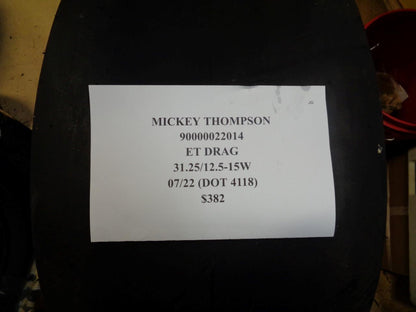 MICKEY THOMPSON
90000022014
ET DRAG
31.25/12.5-15W
07/22 (DOT 4118)
$382